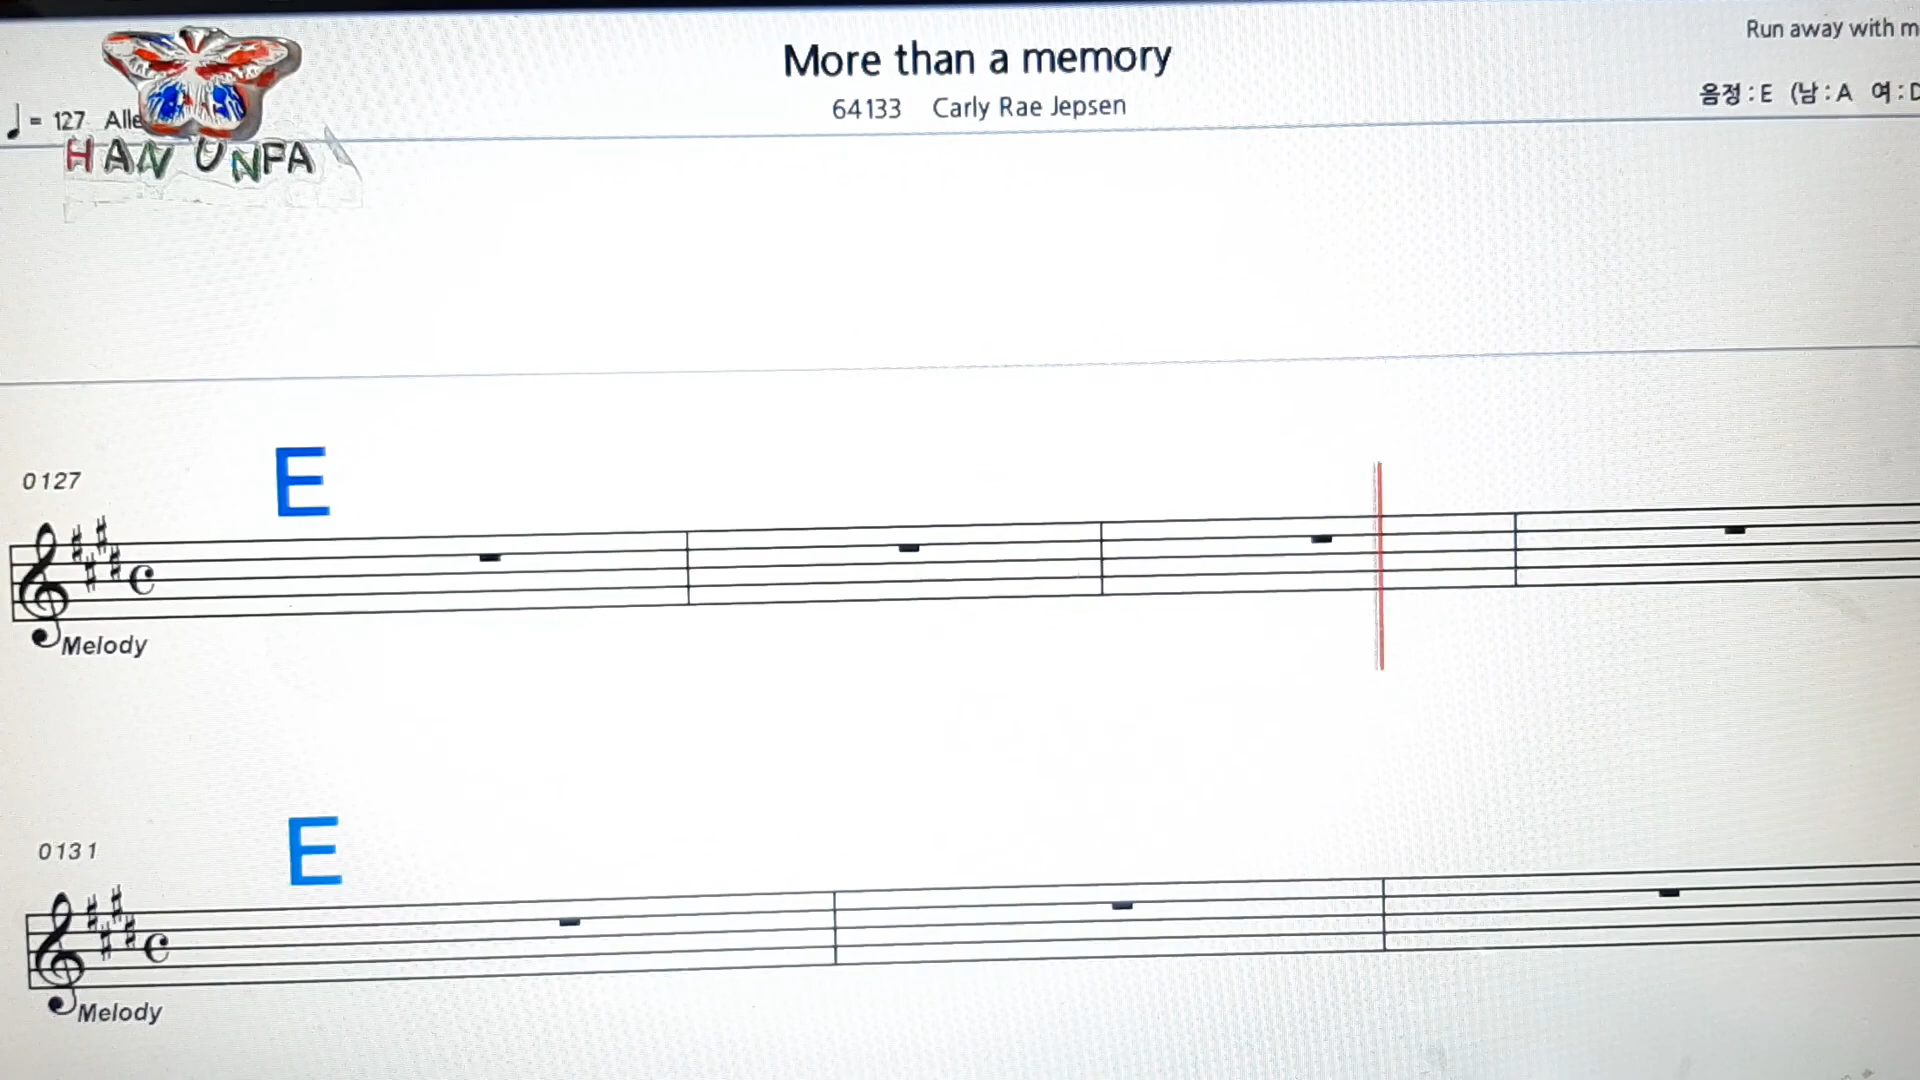 More than a memory
Run away with m
64133 Carly Rae Jepsen
음정 : E (남 : A 여 : D
♩ = 127 Alle
HAN UNFA
0127
E
Melody
0131
E
Melody